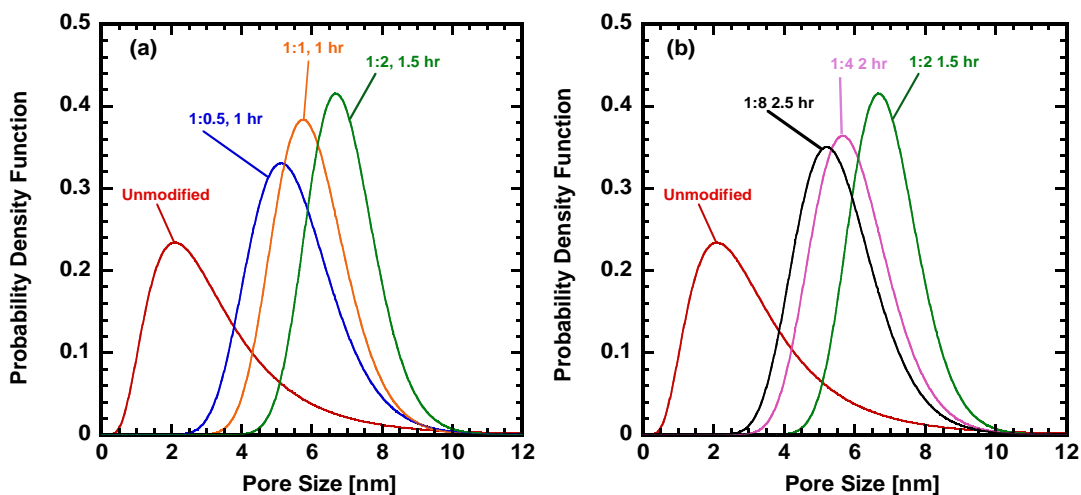 (a)
1:1, 1 hr
1:2, 1.5 hr
1:0.5, 1 hr
Unmodified
Probability Density Function
0.5
0.4
0.3
0.2
0.1
0
0 2 4 6 8 10 12
Pore Size [nm]
(b)
1:4 2 hr
1:2 1.5 hr
1:8 2.5 hr
Unmodified
Probability Density Function
0.5
0.4
0.3
0.2
0.1
0
0 2 4 6 8 10 12
Pore Size [nm]